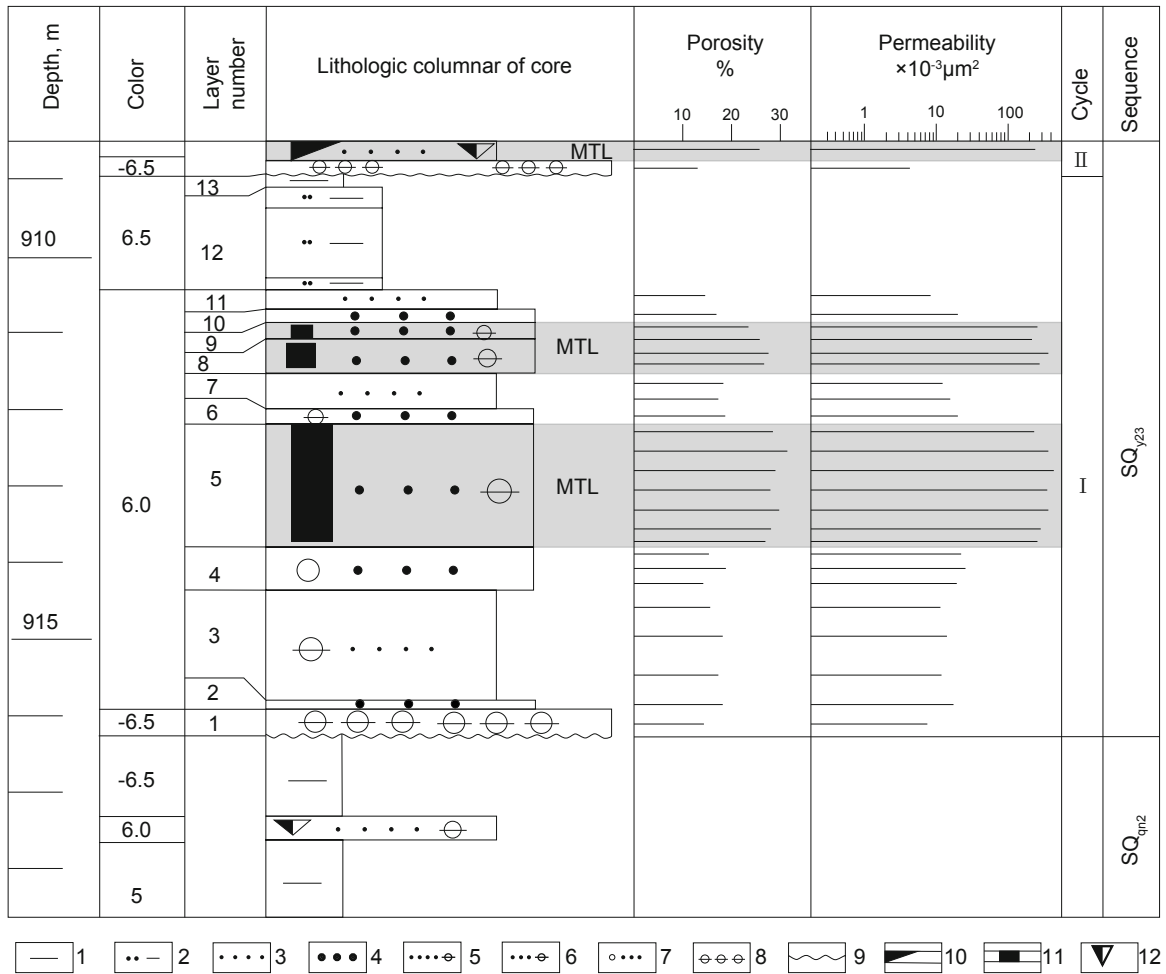 Depth, m
Color
Layer number
Lithologic columnar of core
Porosity
%
10 20 30
Permeability
×10⁻³μm²
1 10 100
Cycle
Sequence
MTL
II
-6.5
13
910
6.5
12
11
10
9
MTL
8
7
6
5
MTL
6.0
I
SQy23
4
915
3
2
-6.5
1
-6.5
6.0
SQqn2
5
1 2 3 4 5 6 7 8 9 10 11 12